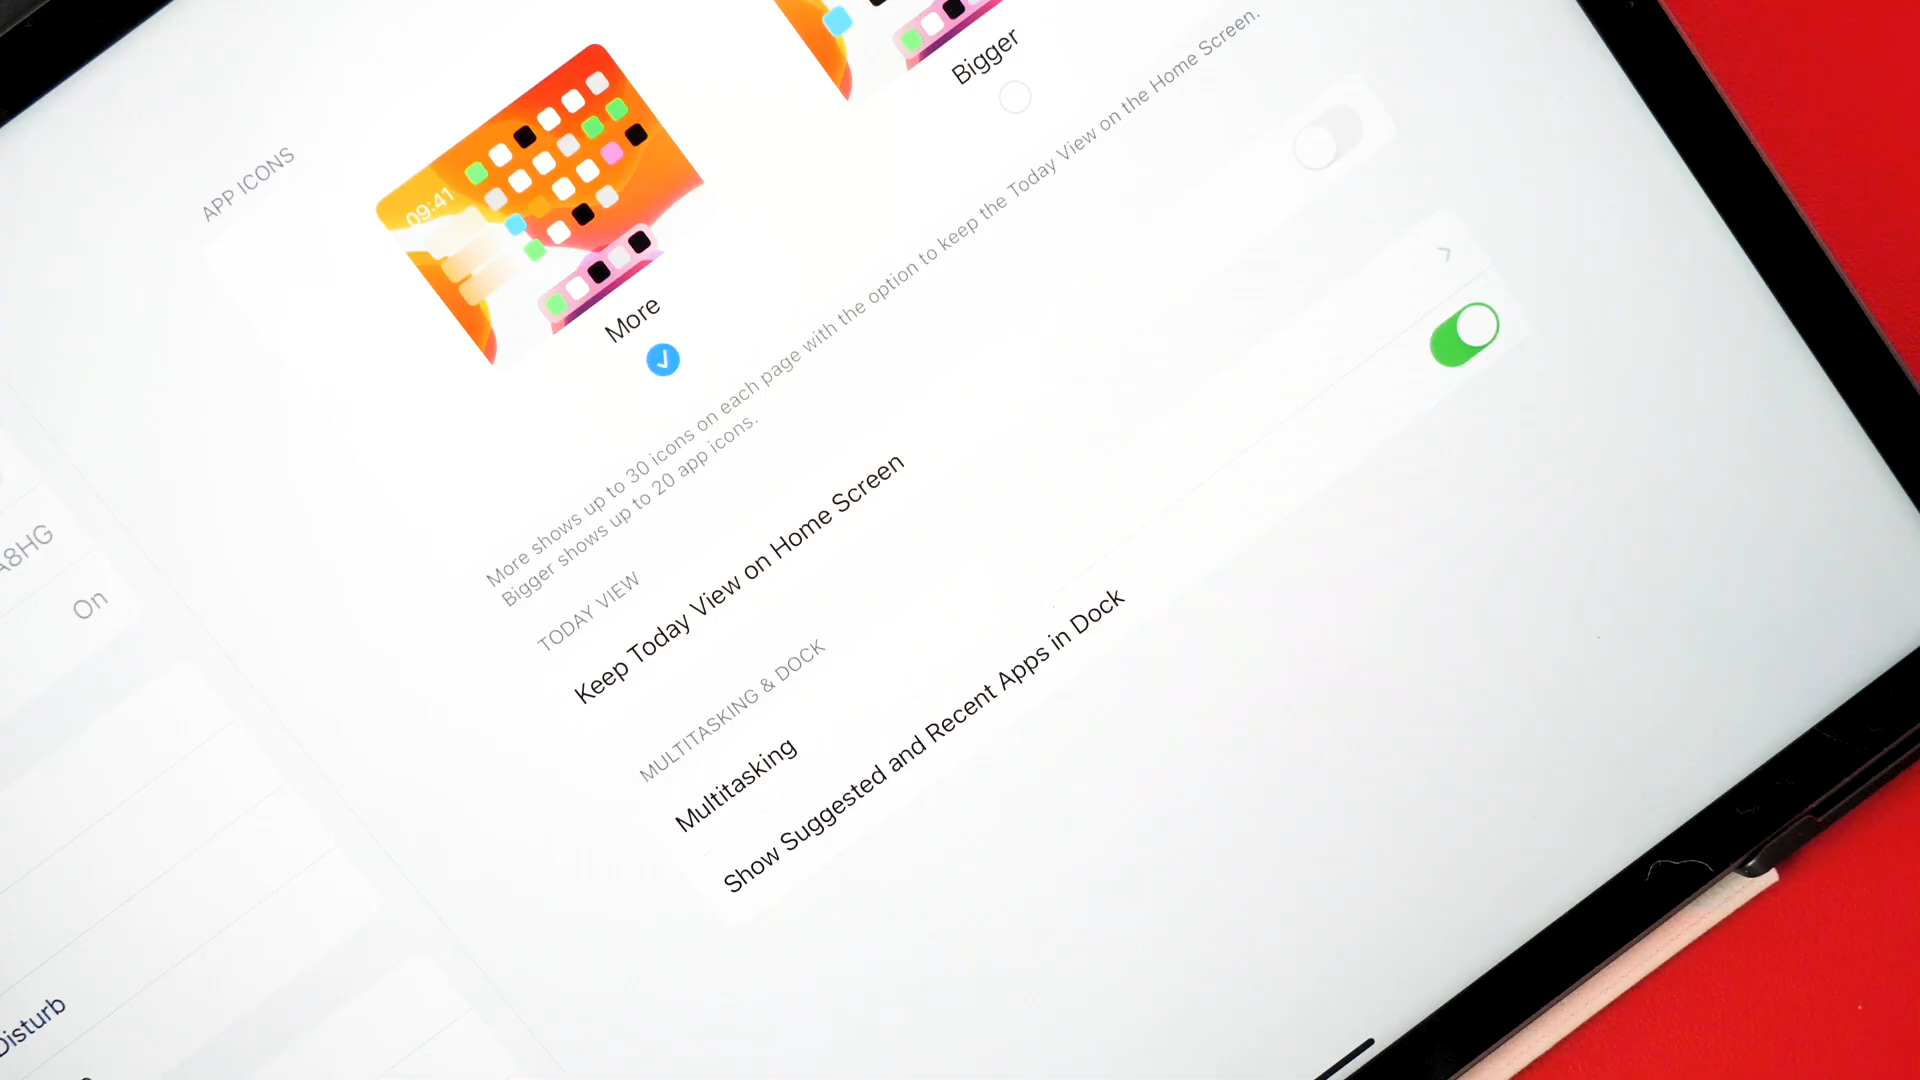 APP ICONS
09:41
More
Bigger
More shows up to 30 icons on each page with the option to keep the Today View on the Home Screen.
Bigger shows up to 20 app icons.
TODAY VIEW
Keep Today View on Home Screen
MULTITASKING & DOCK
Multitasking
Show Suggested and Recent Apps in Dock
A8HG
On
Disturb